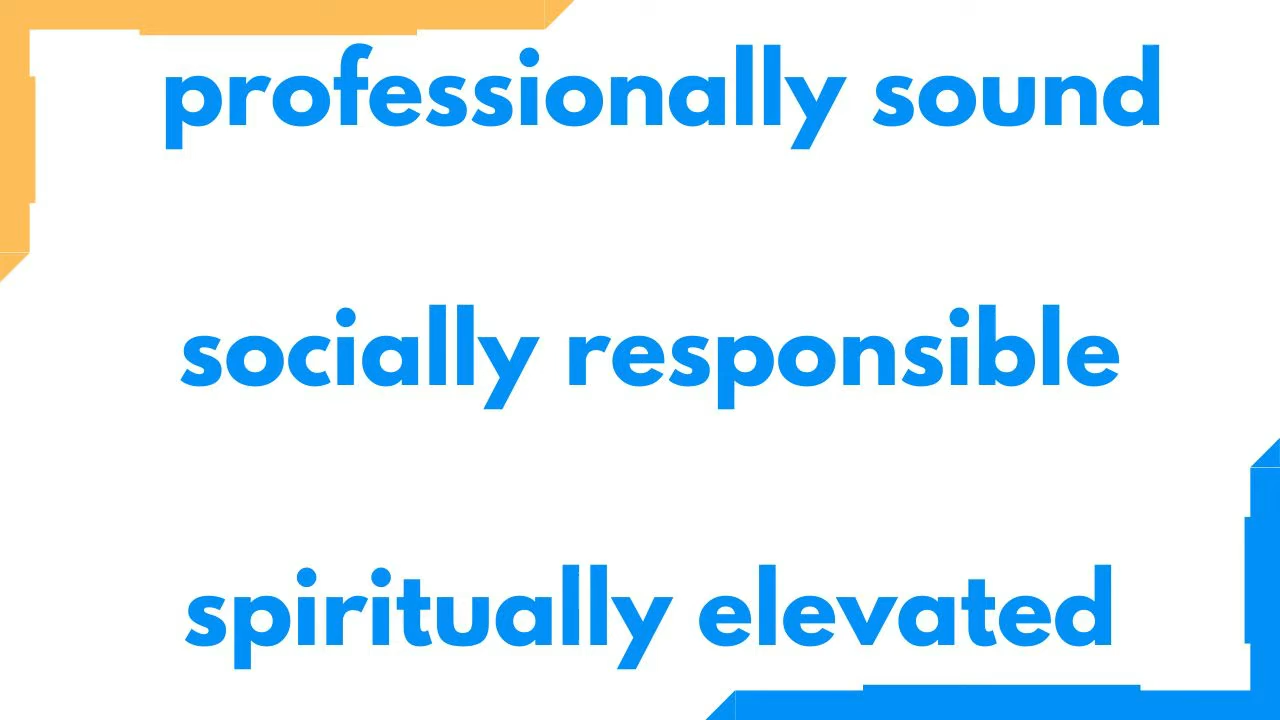 professionally sound
socially responsible
spiritually elevated